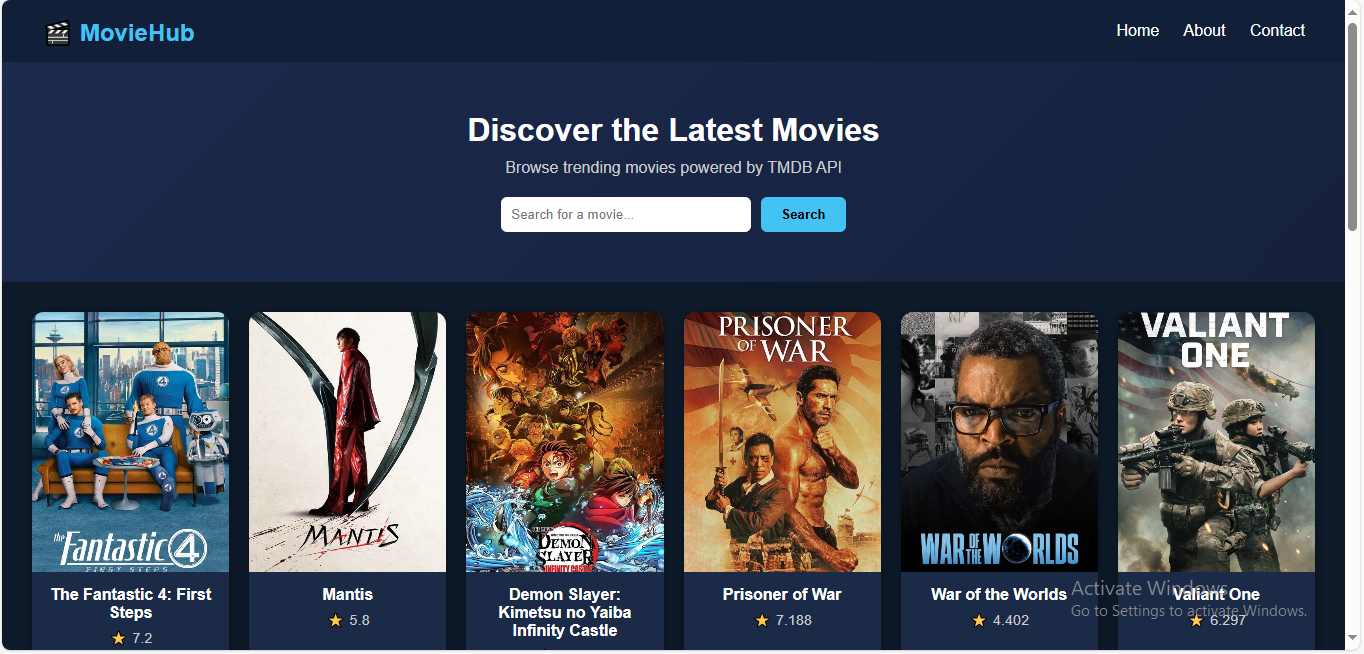 MovieHub
Home About Contact
Discover the Latest Movies
Browse trending movies powered by TMDB API
Search for a movie...
Search
the Fantastic 4
FIRST STEPS
MANTIS
DEMON
SLAYER
INFINITY CASTLE
PRISONER
OF WAR
WAR OF THE WORLDS
VALIANT
ONE
The Fantastic 4: First
Steps
7.2
Mantis
5.8
Demon Slayer:
Kimetsu no Yaiba
Infinity Castle
Prisoner of War
7.188
War of the Worlds
4.402
Valiant One
6.297
Activate Windows
Go to Settings to activate Windows.